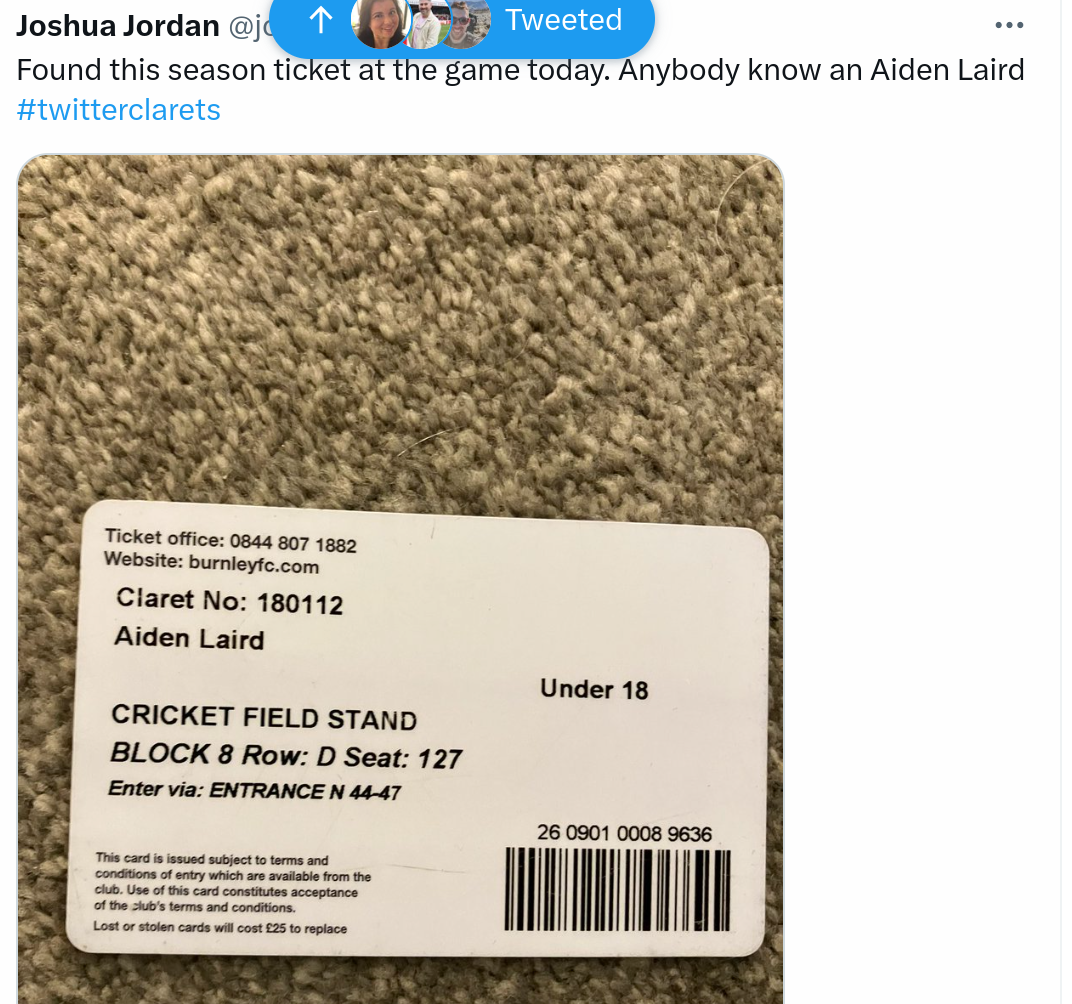 Joshua Jordan
Tweeted
Found this season ticket at the game today. Anybody know an Aiden Laird
#twitterclarets
Ticket office: 0844 807 1882
Website: burnleyfc.com
Claret No: 180112
Aiden Laird
Under 18
CRICKET FIELD STAND
BLOCK 8 Row: D Seat: 127
Enter via: ENTRANCE N 44-47
26 0901 0008 9636
This card is issued subject to terms and
conditions of entry which are available from the
club. Use of this card constitutes acceptance
of the club's terms and conditions.
Lost or stolen cards will cost £25 to replace